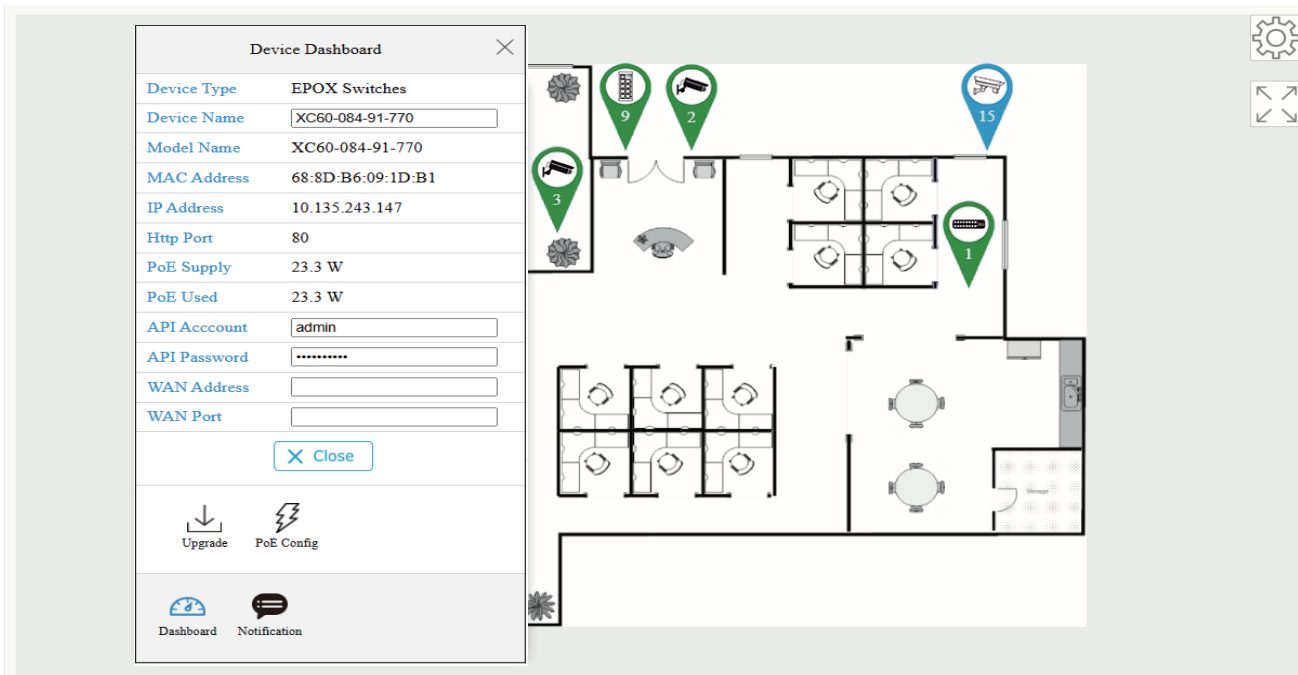 Device Dashboard
Device Type EPOX Switches
Device Name XC60-084-91-770
Model Name XC60-084-91-770
MAC Address 68:8D:B6:09:1D:B1
IP Address 10.135.243.147
Http Port 80
PoE Supply 23.3 W
PoE Used 23.3 W
API Acccount admin
API Password ••••••••••
WAN Address
WAN Port
Close
Upgrade PoE Config
Dashboard Notification
9
2
15
3
1
Storage